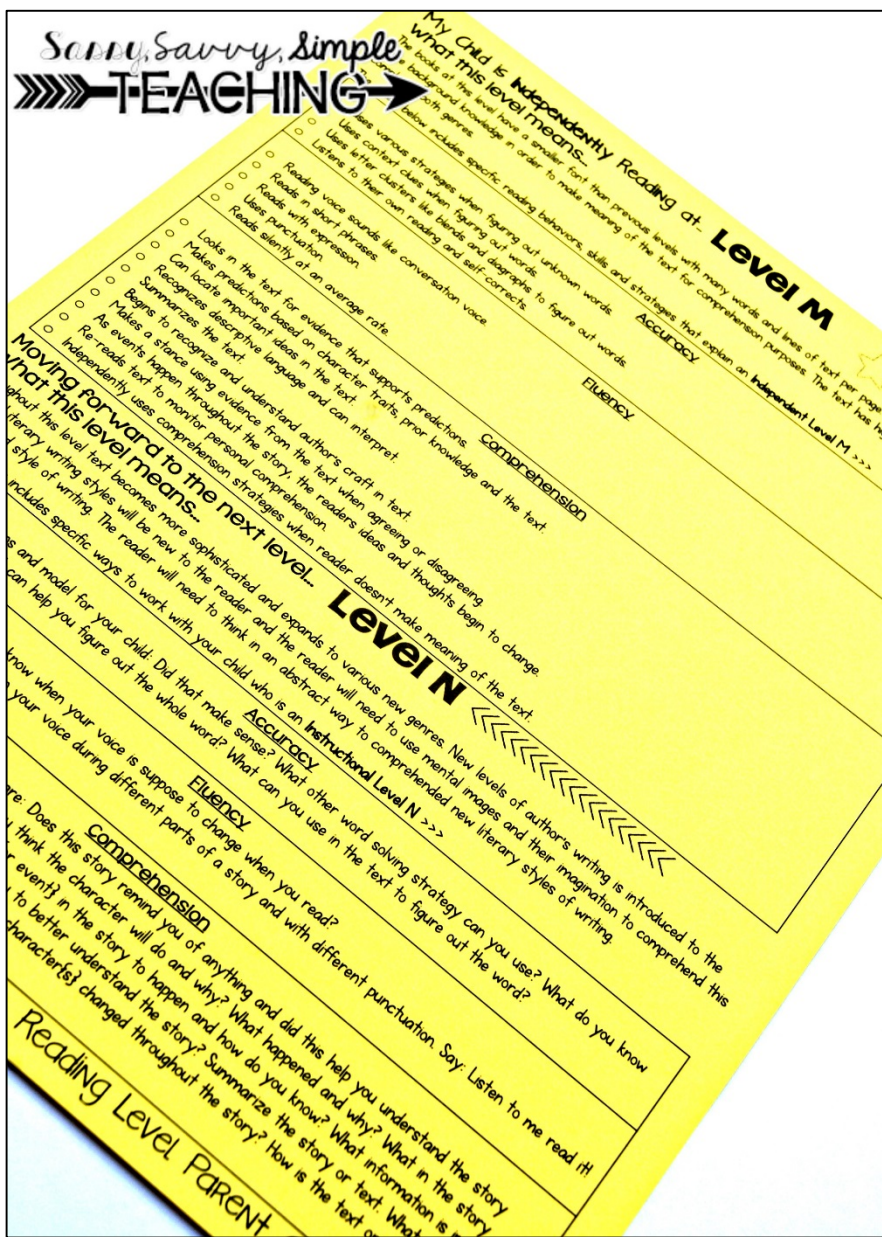 Sassy, Savvy, Simple
TEACHING
My Child is Independently Reading at... Level M
What this level means...
The books at this level have a smaller font than previous levels with many words and lines of text per page
background knowledge in order to make meaning of the text for comprehension purposes. The text has
both genres.
below includes specific reading behaviors, skills and strategies that explain an Independent Level M >>>
Accuracy
Uses various strategies when figuring out unknown words.
Uses context clues when figuring out words.
Uses letter clusters like blends and diagraphs to figure out words.
Listens to their own reading and self-corrects.
Fluency
Reading voice sounds like conversation voice.
Reads in short phrases.
Reads with expression.
Uses punctuation.
Reads silently at an average rate.
Comprehension
Looks in the text for evidence that supports predictions.
Makes predictions based on character traits, prior knowledge and the text.
Can locate important ideas in the text.
Recognizes descriptive language and can interpret.
Summarizes the text.
Begins to recognize and understand author's craft in text.
Makes a stance using evidence from the text when agreeing or disagreeing.
As events happen throughout the story, the readers ideas and thoughts begin to change.
Re-reads text to monitor personal comprehension.
Independently uses comprehension strategies when reader doesn't make meaning of the text.
Moving forward to the next level... Level N
What this level means...
this level text becomes more sophisticated and expands to various new genres. New levels of author's writing is introduced to the
literary writing styles will be new to the reader and the reader will need to use mental images and their imagination to comprehend this
style of writing. The reader will need to think in an abstract way to comprehended new literary styles of writing.
includes specific ways to work with your child who is an Instructional Level N >>>
Accuracy
and model for your child: Did that make sense? What other word solving strategy can you use? What do you know
can help you figure out the whole word? What can you use in the text to figure out the word?
Fluency
know when your voice is suppose to change when you read?
your voice during different parts of a story and with different punctuation. Say: Listen to me read it!
Comprehension
Does this story remind you of anything and did this help you understand the story
think the character will do and why? What happened and why? What in the story
event} in the story to happen and how do you know? What information is
to better understand the story? Summarize the story or text. What
character{s} changed throughout the story? How is the text
Reading Level Parent